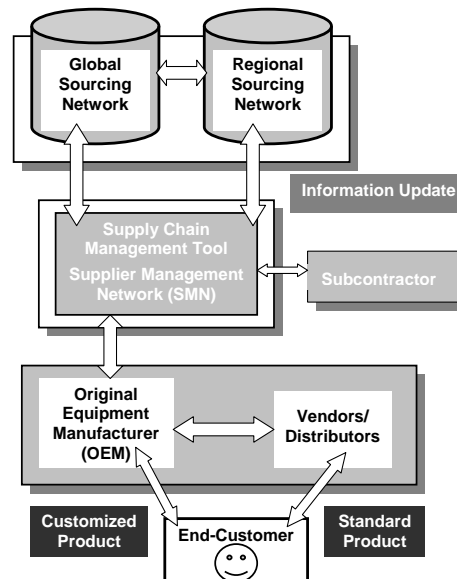 Global
Sourcing
Network
Regional
Sourcing
Network
Information Update
Supply Chain
Management Tool
Supplier Management
Network (SMN)
Subcontractor
Original
Equipment
Manufacturer
(OEM)
Vendors/
Distributors
Customized
Product
End-Customer
Standard
Product